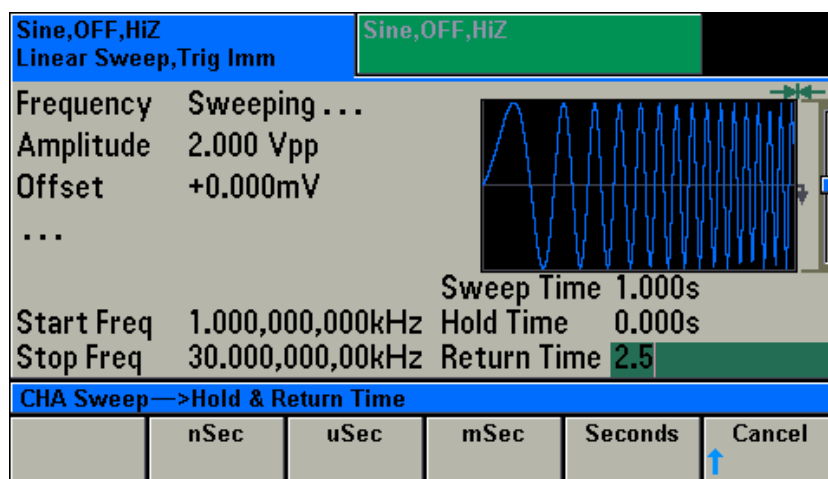 Sine,OFF,HiZ
Linear Sweep,Trig Imm
Sine,OFF,HiZ
Frequency Sweeping...
Amplitude 2.000 Vpp
Offset +0.000mV
...
Sweep Time 1.000s
Start Freq 1.000,000,000kHz Hold Time 0.000s
Stop Freq 30.000,000,00kHz Return Time 2.5
CHA Sweep—>Hold & Return Time
nSec uSec mSec Seconds Cancel